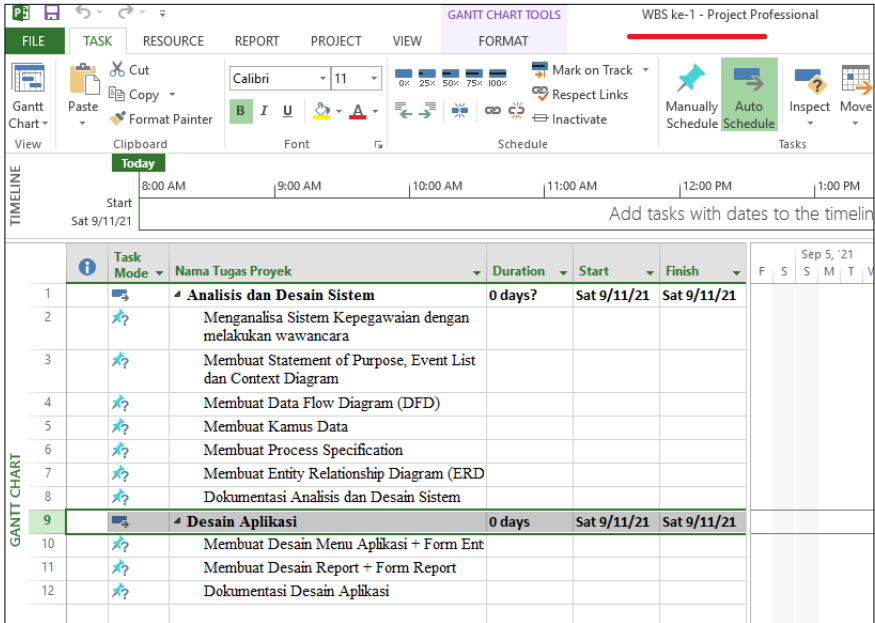 GANTT CHART TOOLS
WBS ke-1 - Project Professional
FILE TASK RESOURCE REPORT PROJECT VIEW FORMAT
Gantt Chart
View
Paste
Cut
Copy
Format Painter
Clipboard
Calibri 11
B I U A
Font
0% 25% 50% 75% 100%
Mark on Track
Respect Links
Inactivate
Schedule
Manually Schedule
Auto Schedule
Inspect
Move
Tasks
TIMELINE
Today
Start
Sat 9/11/21
8:00 AM 9:00 AM 10:00 AM 11:00 AM 12:00 PM 1:00 PM
Add tasks with dates to the timelin
GANTT CHART
Task Mode Nama Tugas Proyek Duration Start Finish
Sep 5, '21
F S S M T W
1 Analisis dan Desain Sistem 0 days? Sat 9/11/21 Sat 9/11/21
2 Menganalisa Sistem Kepegawaian dengan
melakukan wawancara
3 Membuat Statement of Purpose, Event List
dan Context Diagram
4 Membuat Data Flow Diagram (DFD)
5 Membuat Kamus Data
6 Membuat Process Specification
7 Membuat Entity Relationship Diagram (ERD
8 Dokumentasi Analisis dan Desain Sistem
9 Desain Aplikasi 0 days Sat 9/11/21 Sat 9/11/21
10 Membuat Desain Menu Aplikasi + Form Ent
11 Membuat Desain Report + Form Report
12 Dokumentasi Desain Aplikasi